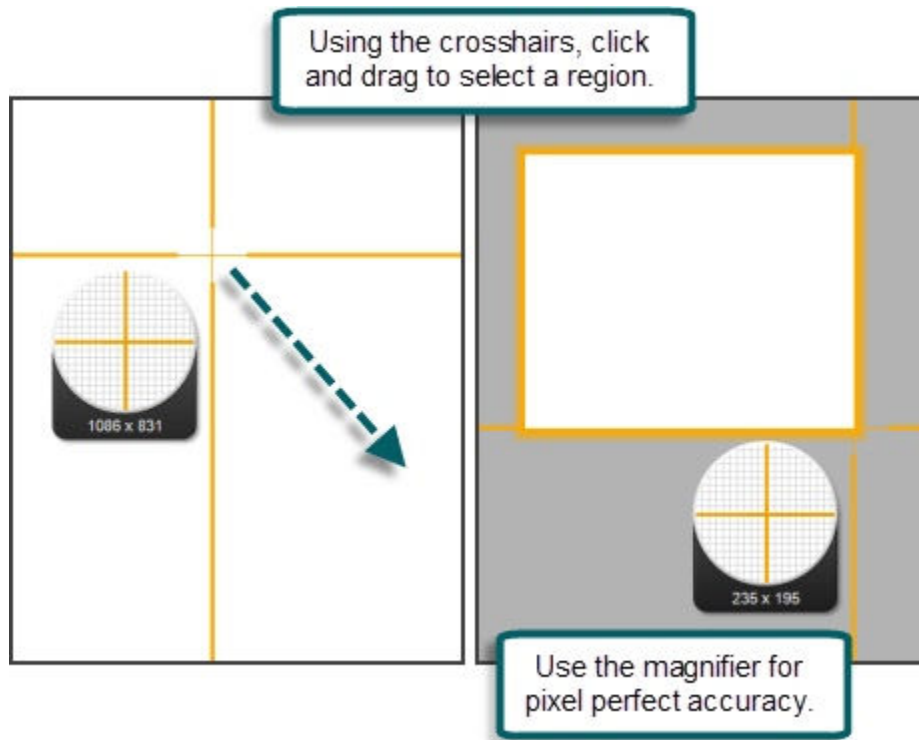 Using the crosshairs, click
and drag to select a region.
1086 x 831
235 x 195
Use the magnifier for
pixel perfect accuracy.